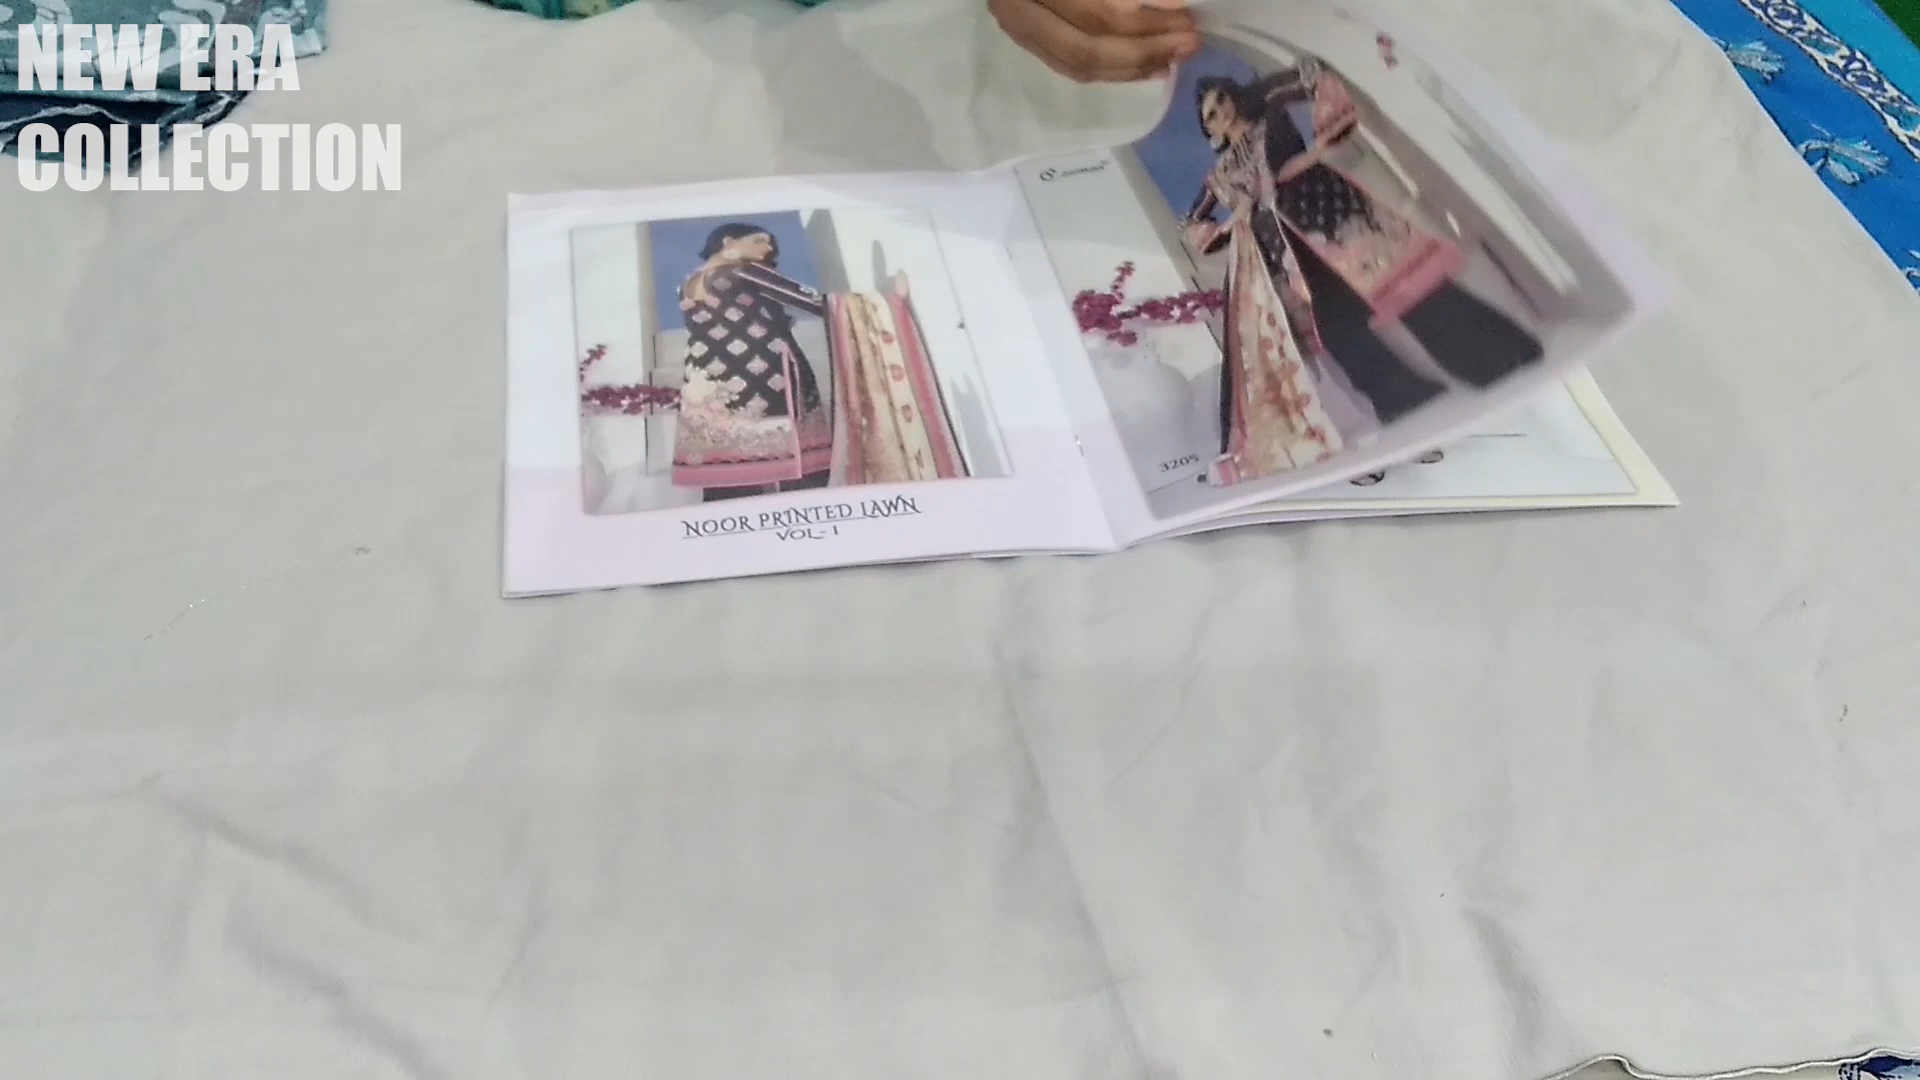 NEW ERA
COLLECTION
NOOR PRINTED LAWN
VOL-1
3205